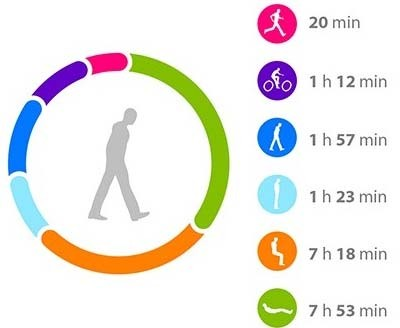 20 min
1 h 12 min
1 h 57 min
1 h 23 min
7 h 18 min
7 h 53 min